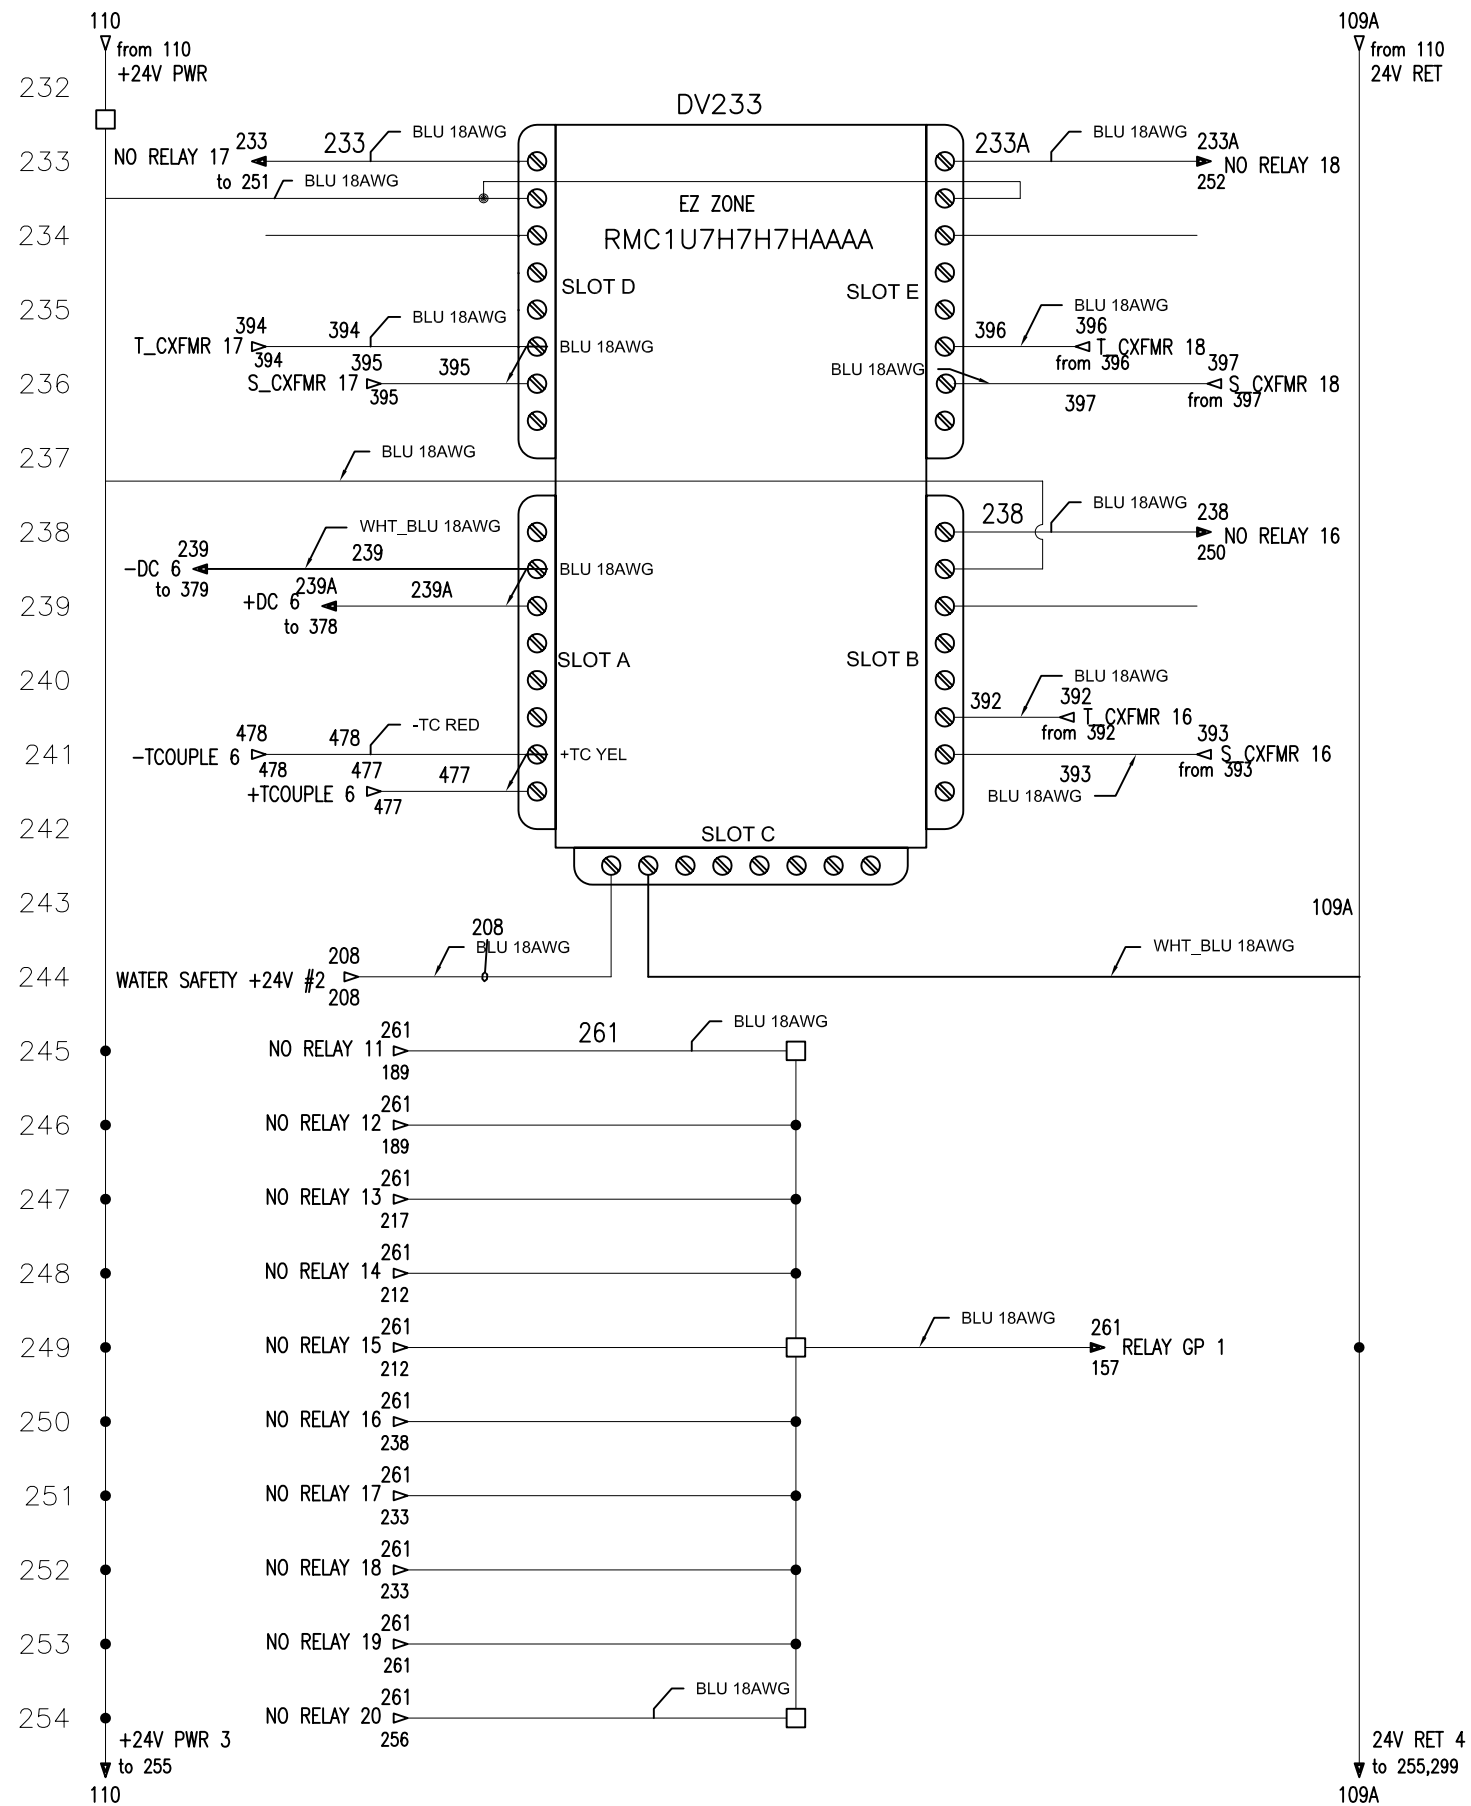 110
109A
from 110
+24V PWR
from 110
24V RET
232
DV233
233
NO RELAY 17
233
to 251
233
BLU 18AWG
233A
BLU 18AWG
233A
NO RELAY 18
252
BLU 18AWG
EZ ZONE
234
RMC1U7H7H7HAAAA
SLOT D
SLOT E
235
T_CXFMR 17
394
394
394
BLU 18AWG
BLU 18AWG
396
BLU 18AWG
396
T_CXFMR 18
from 396
236
S_CXFMR 17
395
395
395
BLU 18AWG
397
397
S_CXFMR 18
from 397
237
BLU 18AWG
238
WHT_BLU 18AWG
238
BLU 18AWG
238
NO RELAY 16
250
-DC 6
239
to 379
239
BLU 18AWG
239
+DC 6
239A
to 378
239A
SLOT A
SLOT B
240
392
BLU 18AWG
392
T_CXFMR 16
from 392
241
-TCOUPLE 6
478
478
478
-TC RED
+TC YEL
393
393
S_CXFMR 16
from 393
BLU 18AWG
+TCOUPLE 6
477
477
477
242
SLOT C
243
109A
244
WATER SAFETY +24V #2
208
208
BLU 18AWG
208
WHT_BLU 18AWG
245
NO RELAY 11
261
189
261
BLU 18AWG
246
NO RELAY 12
261
189
247
NO RELAY 13
261
217
248
NO RELAY 14
261
212
249
NO RELAY 15
261
212
BLU 18AWG
261
RELAY GP 1
157
250
NO RELAY 16
261
238
251
NO RELAY 17
261
233
252
NO RELAY 18
261
233
253
NO RELAY 19
261
261
254
NO RELAY 20
261
256
BLU 18AWG
+24V PWR 3
to 255
110
24V RET 4
to 255,299
109A